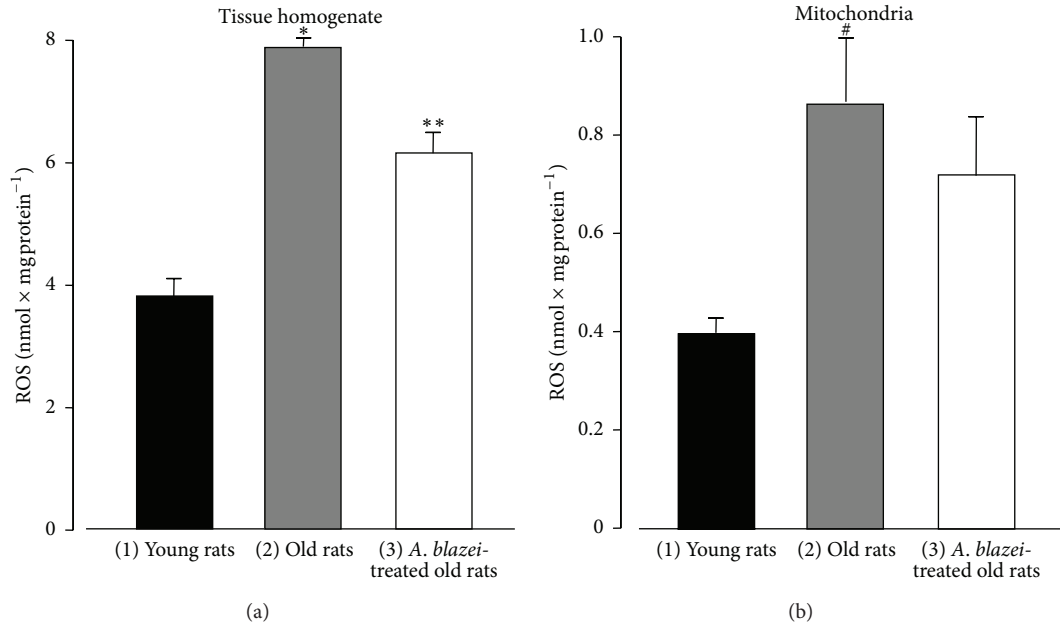 Tissue homogenate
ROS (nmol × mg protein⁻¹)
8
6
4
2
0
*
**
(1) Young rats
(2) Old rats
(3) A. blazei-
treated old rats
(a)
Mitochondria
ROS (nmol × mg protein⁻¹)
1.0
0.8
0.6
0.4
0.2
0
#
(1) Young rats
(2) Old rats
(3) A. blazei-
treated old rats
(b)